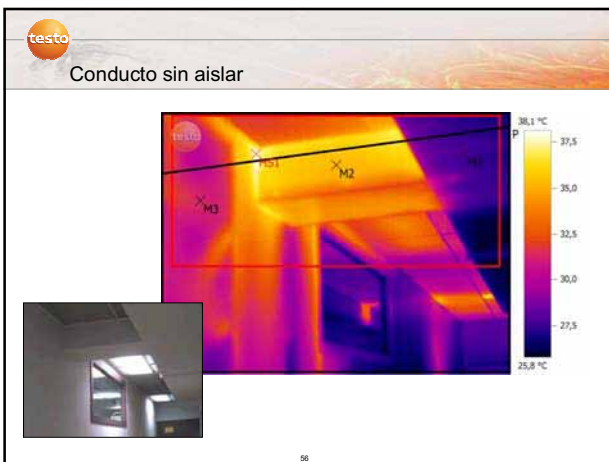 testo
Conducto sin aislar
testo
38,1 °C
P
37,5
HS1
M2
M1
M3
35,0
32,5
30,0
27,5
25,8 °C
56